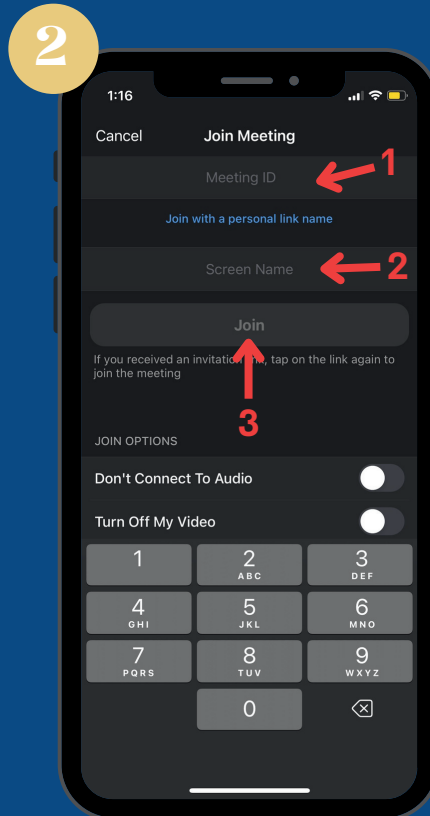 2
1:16
Cancel Join Meeting
Meeting ID
1
Join with a personal link name
Screen Name
2
Join
If you received an invitation, tap on the link again to
join the meeting
3
JOIN OPTIONS
Don't Connect To Audio
Turn Off My Video
1 2 3
ABC DEF
4 5 6
GHI JKL MNO
7 8 9
PQRS TUV WXYZ
0